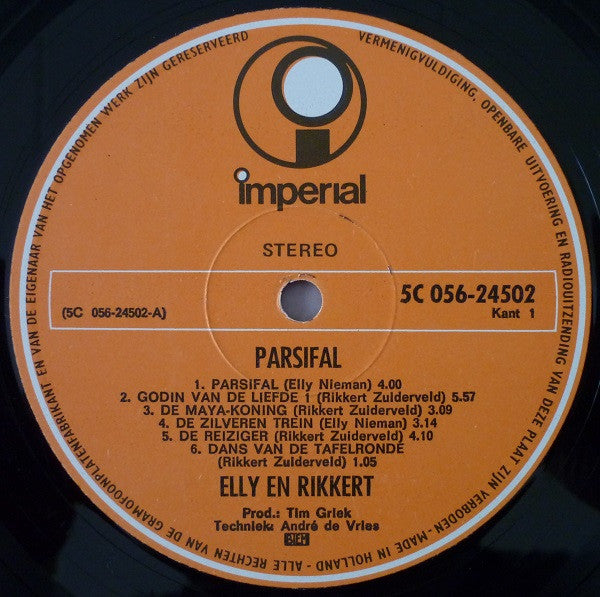 imperial
STEREO
5C 056-24502
(5C 056-24502-A)
Kant 1
PARSIFAL
1. PARSIFAL (Elly Nieman) 4.00
2. GODIN VAN DE LIEFDE 1 (Rikkert Zuiderveld) 5.57
3. DE MAYA-KONING (Rikkert Zuiderveld) 3.09
4. DE ZILVEREN TREIN (Elly Nieman) 3.14
5. DE REIZIGER (Rikkert Zuiderveld) 4.10
6. DANS VAN DE TAFELRONDE
(Rikkert Zuiderveld) 1.05
ELLY EN RIKKERT
Prod.: Tim Griek
Techniek: André de Vries
BIEM
ALLE RECHTEN VAN DE GRAMOFOONPLATENFABRIKANT EN VAN DE EIGENAAR VAN HET OPGENOMEN WERK ZIJN GERESERVEERD
VERMENIGVULDIGING, OPENBARE UITVOERING EN RADIOUITZENDING VAN DEZE PLAAT ZIJN VERBODEN - MADE IN HOLLAND -